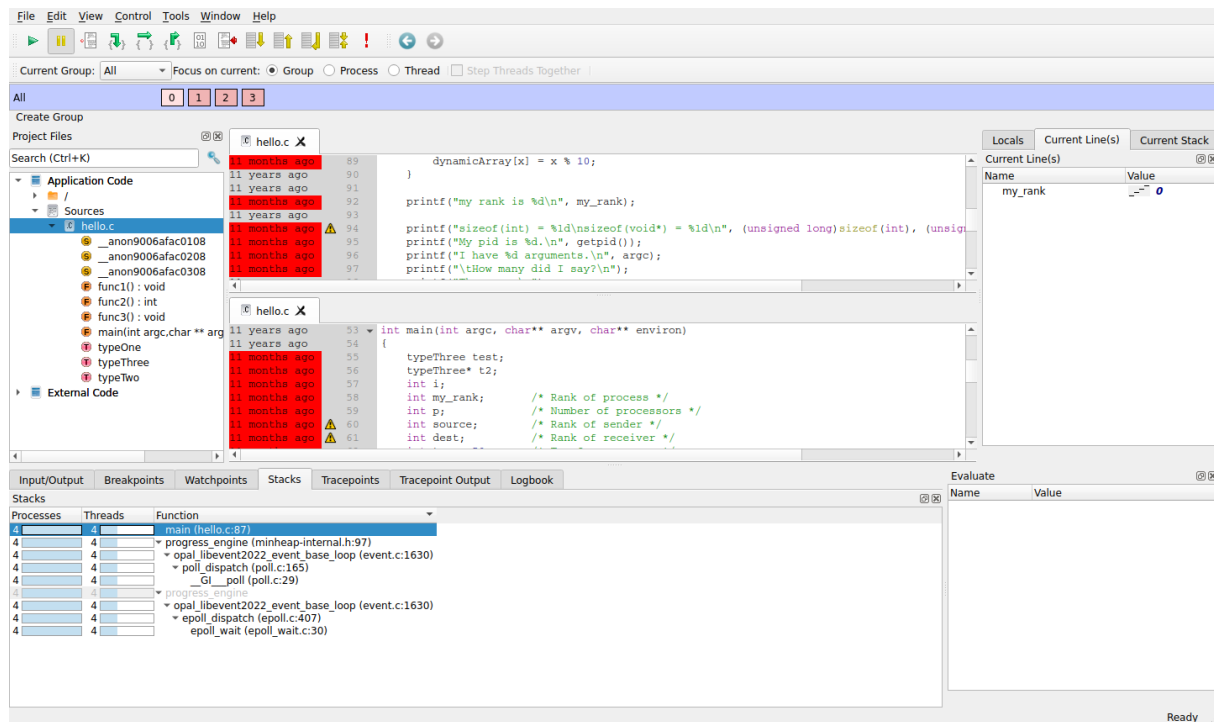 File Edit View Control Tools Window Help
Current Group: All Focus on current: Group Process Thread Step Threads Together
All 0 1 2 3
Create Group
Project Files
Search (Ctrl+K)
Application Code
/
Sources
hello.c
__anon9006afac0108
__anon9006afac0208
__anon9006afac0308
func1() : void
func2() : int
func3() : void
main(int argc,char ** arg
typeOne
typeThree
typeTwo
External Code
hello.c
11 months ago 89 dynamicArray[x] = x % 10;
11 years ago 90 }
11 years ago 91
11 months ago 92 printf("my rank is %d\n", my_rank);
11 years ago 93
11 months ago 94 printf("sizeof(int) = %ld\nsizeof(void*) = %ld\n", (unsigned long)sizeof(int), (unsign
11 months ago 95 printf("My pid is %d.\n", getpid());
11 months ago 96 printf("I have %d arguments.\n", argc);
11 months ago 97 printf("\tHow many did I say?\n");
hello.c
11 years ago 53 int main(int argc, char** argv, char** environ)
11 years ago 54 {
11 months ago 55 typeThree test;
11 months ago 56 typeThree* t2;
11 months ago 57 int i;
11 months ago 58 int my_rank; /* Rank of process */
11 months ago 59 int p; /* Number of processors */
11 months ago 60 int source; /* Rank of sender */
11 months ago 61 int dest; /* Rank of receiver */
Locals Current Line(s) Current Stack
Current Line(s)
Name Value
my_rank 0
Input/Output Breakpoints Watchpoints Stacks Tracepoints Tracepoint Output Logbook
Stacks
Processes Threads Function
4 4 main (hello.c:87)
4 4 progress_engine (minheap-internal.h:97)
4 4 opal_libevent2022_event_base_loop (event.c:1630)
4 4 poll_dispatch (poll.c:165)
4 4 __GI___poll (poll.c:29)
4 4 progress_engine
4 4 opal_libevent2022_event_base_loop (event.c:1630)
4 4 epoll_dispatch (epoll.c:407)
4 4 epoll_wait (epoll_wait.c:30)
Evaluate
Name Value
Ready